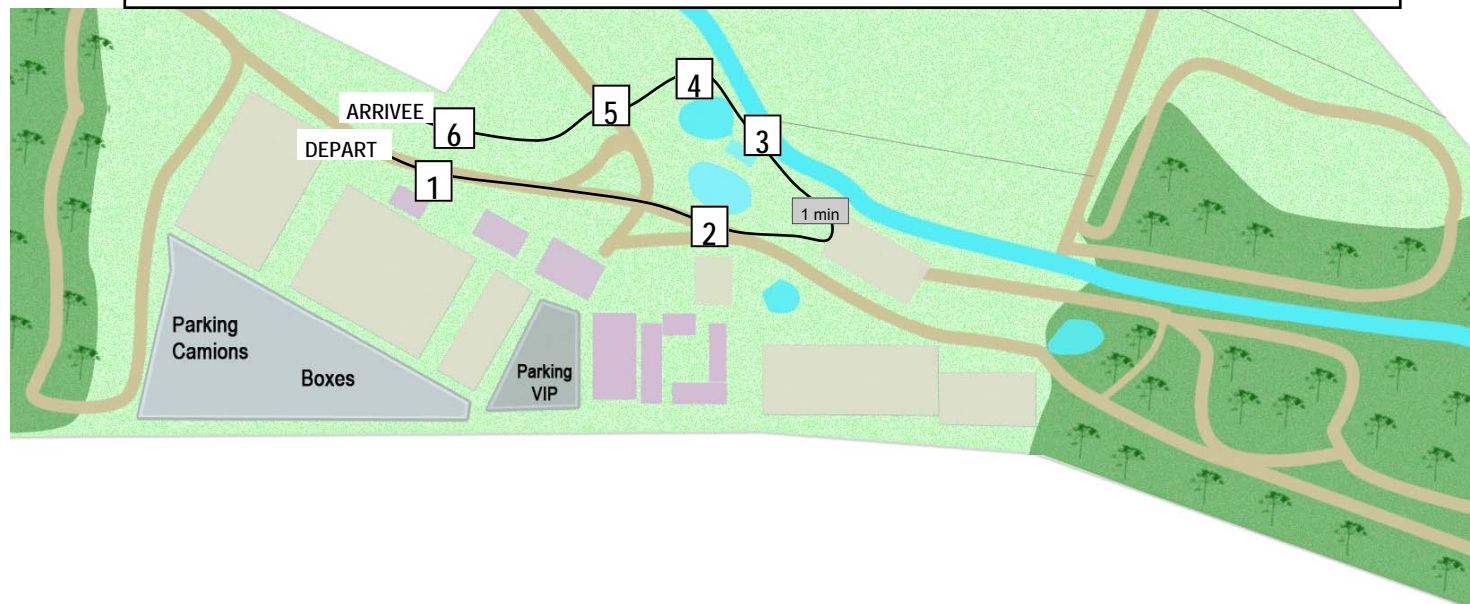 4
5
ARRIVEE
6
3
DEPART
1
1 min
2
Parking
Camions
Boxes
Parking
VIP